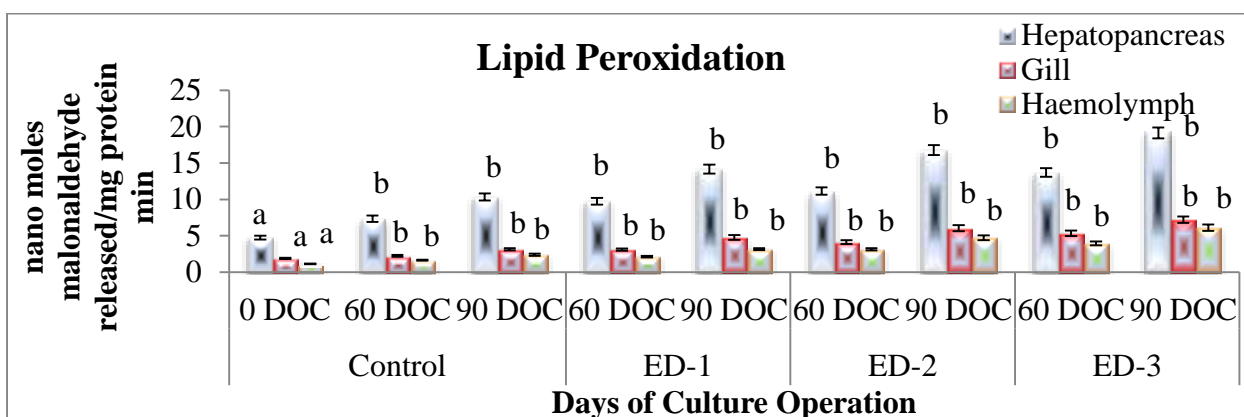 Lipid Peroxidation
Hepatopancreas
Gill
Haemolymph
nano moles
malonaldehyde
released/mg protein
min
25
20
15
10
5
0
a a a
b b b
b b b
b b b
b b b
b b b
b b b
b b b
b b b
0 DOC 60 DOC 90 DOC 60 DOC 90 DOC 60 DOC 90 DOC 60 DOC 90 DOC
Control ED-1 ED-2 ED-3
Days of Culture Operation